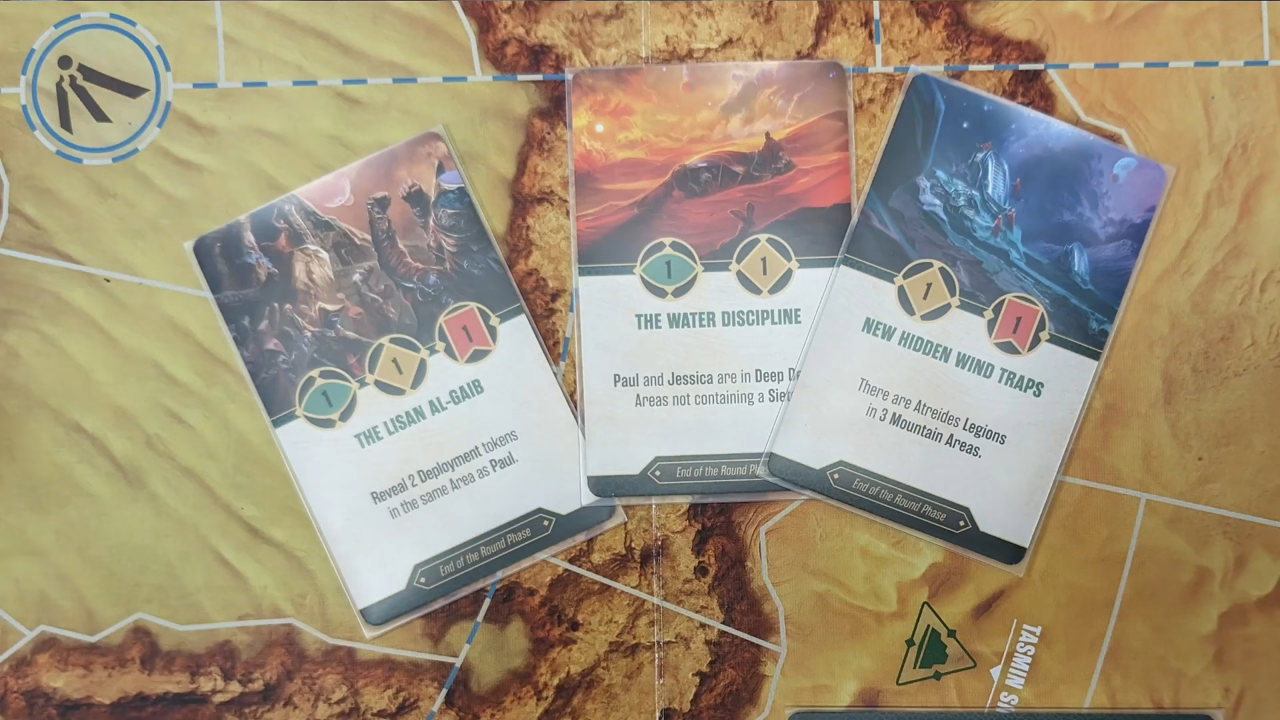 1 1 1
THE LISAN AL-GAIB
Reveal 2 Deployment tokens
in the same Area as Paul.
End of the Round Phase
1 1
THE WATER DISCIPLINE
Paul and Jessica are in Deep
Areas not containing a
End of the Round
1 1
NEW HIDDEN WIND TRAPS
There are Atreides Legions
in 3 Mountain Areas.
End of the Round Phase
TASMIN